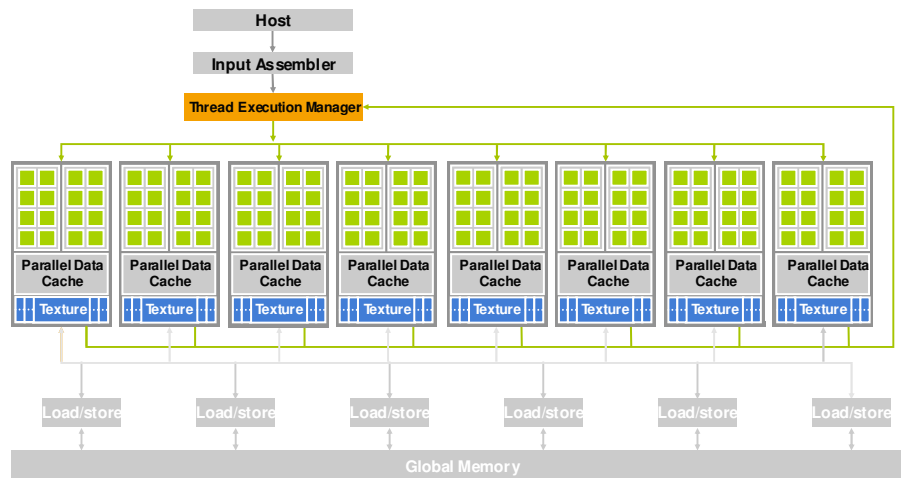 Host
Input Assembler
Thread Execution Manager
Parallel Data
Cache
Texture
Parallel Data
Cache
Texture
Parallel Data
Cache
Texture
Parallel Data
Cache
Texture
Parallel Data
Cache
Texture
Parallel Data
Cache
Texture
Parallel Data
Cache
Texture
Parallel Data
Cache
Texture
Load/store
Load/store
Load/store
Load/store
Load/store
Load/store
Global Memory